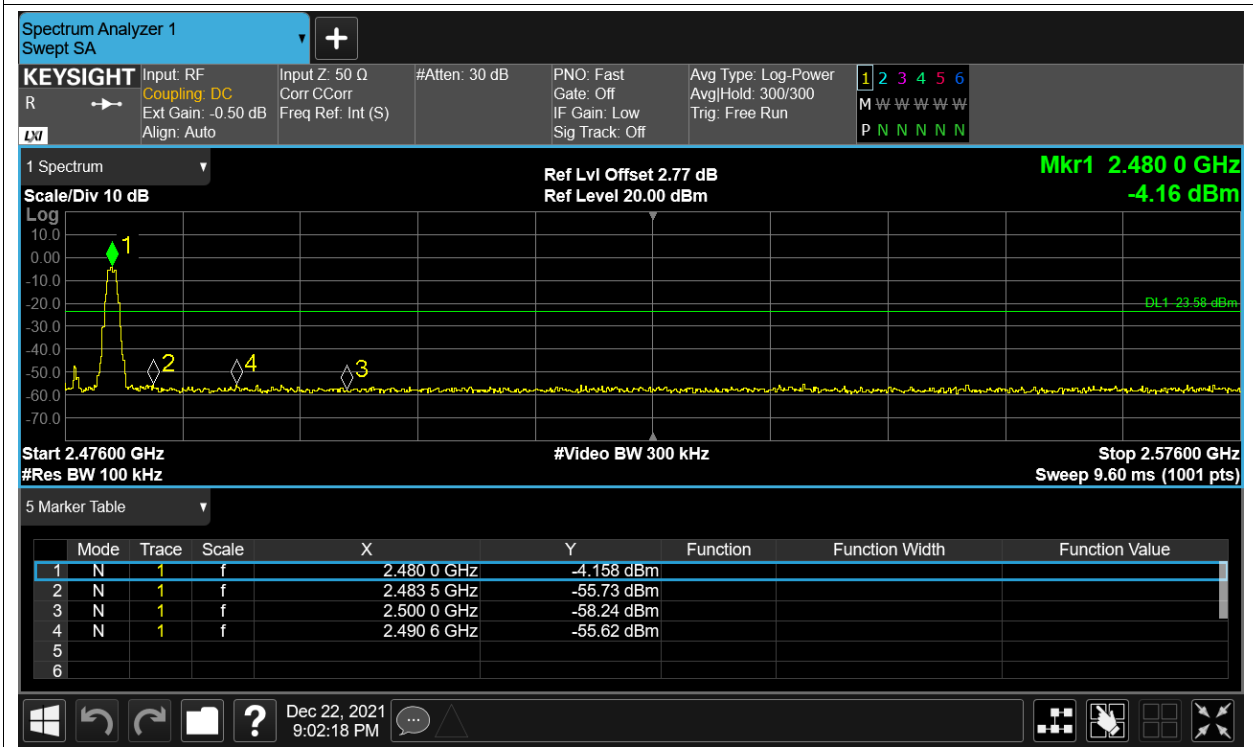 Spectrum Analyzer 1
Swept SA
+
KEYSIGHT Input: RF Input Z: 50 Ω #Atten: 30 dB PNO: Fast Avg Type: Log-Power 1 2 3 4 5 6
R Coupling: DC Corr CCorr Gate: Off Avg|Hold: 300/300 M W W W W W W
Ext Gain: -0.50 dB Freq Ref: Int (S) IF Gain: Low Trig: Free Run
LXI Align: Auto Sig Track: Off P N N N N N N
1 Spectrum Ref Lvl Offset 2.77 dB Mkr1 2.480 0 GHz
Scale/Div 10 dB Ref Level 20.00 dBm -4.16 dBm
Log
10.0
1
0.00
-10.0
-20.0 DL1 -23.58 dBm
-30.0
-40.0
2 4 3
-50.0
-60.0
-70.0
Start 2.47600 GHz #Video BW 300 kHz Stop 2.57600 GHz
#Res BW 100 kHz Sweep 9.60 ms (1001 pts)
5 Marker Table
Mode Trace Scale X Y Function Function Width Function Value
1 N 1 f 2.480 0 GHz -4.158 dBm
2 N 1 f 2.483 5 GHz -55.73 dBm
3 N 1 f 2.500 0 GHz -58.24 dBm
4 N 1 f 2.490 6 GHz -55.62 dBm
5
6
? Dec 22, 2021
9:02:18 PM